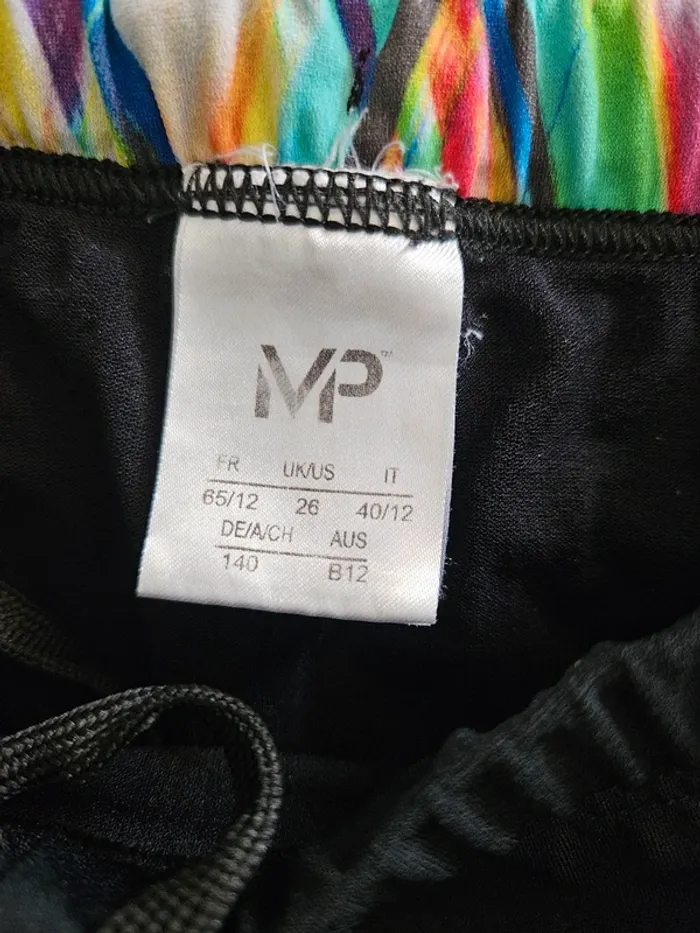 MP™
FR UK/US IT
65/12 26 40/12
DE/A/CH AUS
140 B12